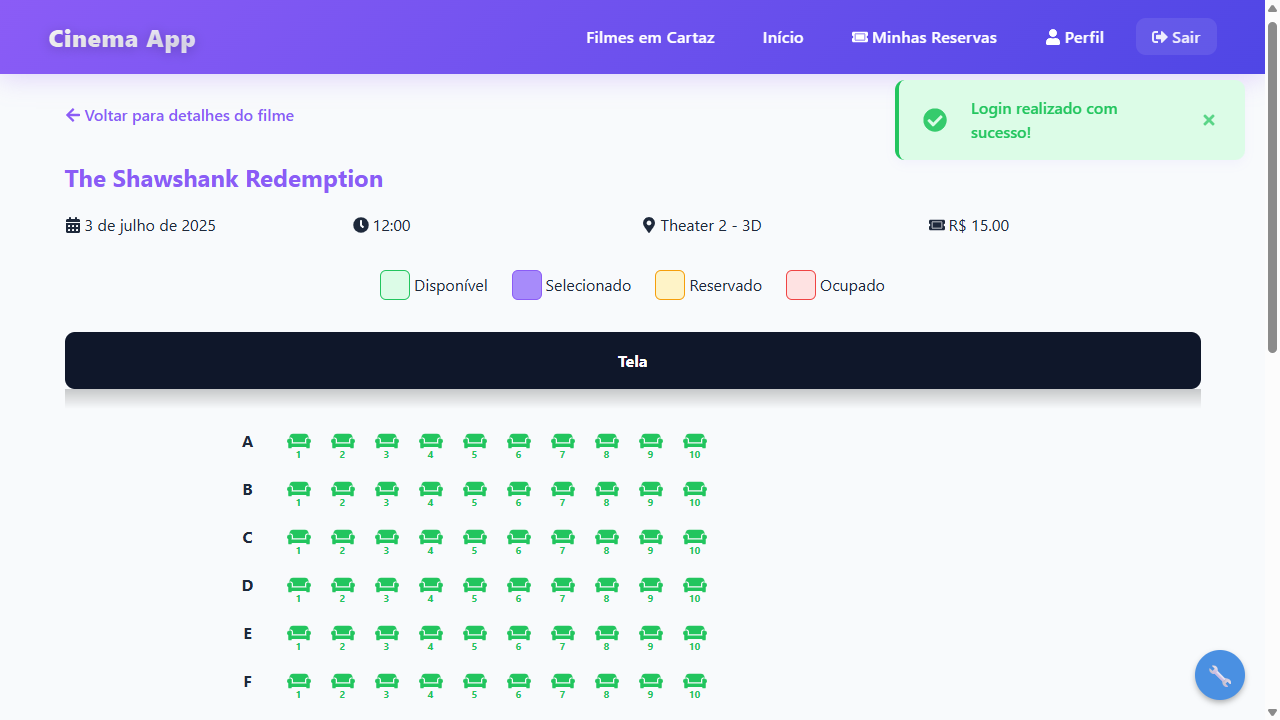 Cinema App
Filmes em Cartaz
Início
Minhas Reservas
Perfil
Sair
Login realizado com
sucesso!
Voltar para detalhes do filme
The Shawshank Redemption
3 de julho de 2025
12:00
Theater 2 - 3D
R$ 15.00
Disponível
Selecionado
Reservado
Ocupado
Tela
A 1 2 3 4 5 6 7 8 9 10
B 1 2 3 4 5 6 7 8 9 10
C 1 2 3 4 5 6 7 8 9 10
D 1 2 3 4 5 6 7 8 9 10
E 1 2 3 4 5 6 7 8 9 10
F 1 2 3 4 5 6 7 8 9 10